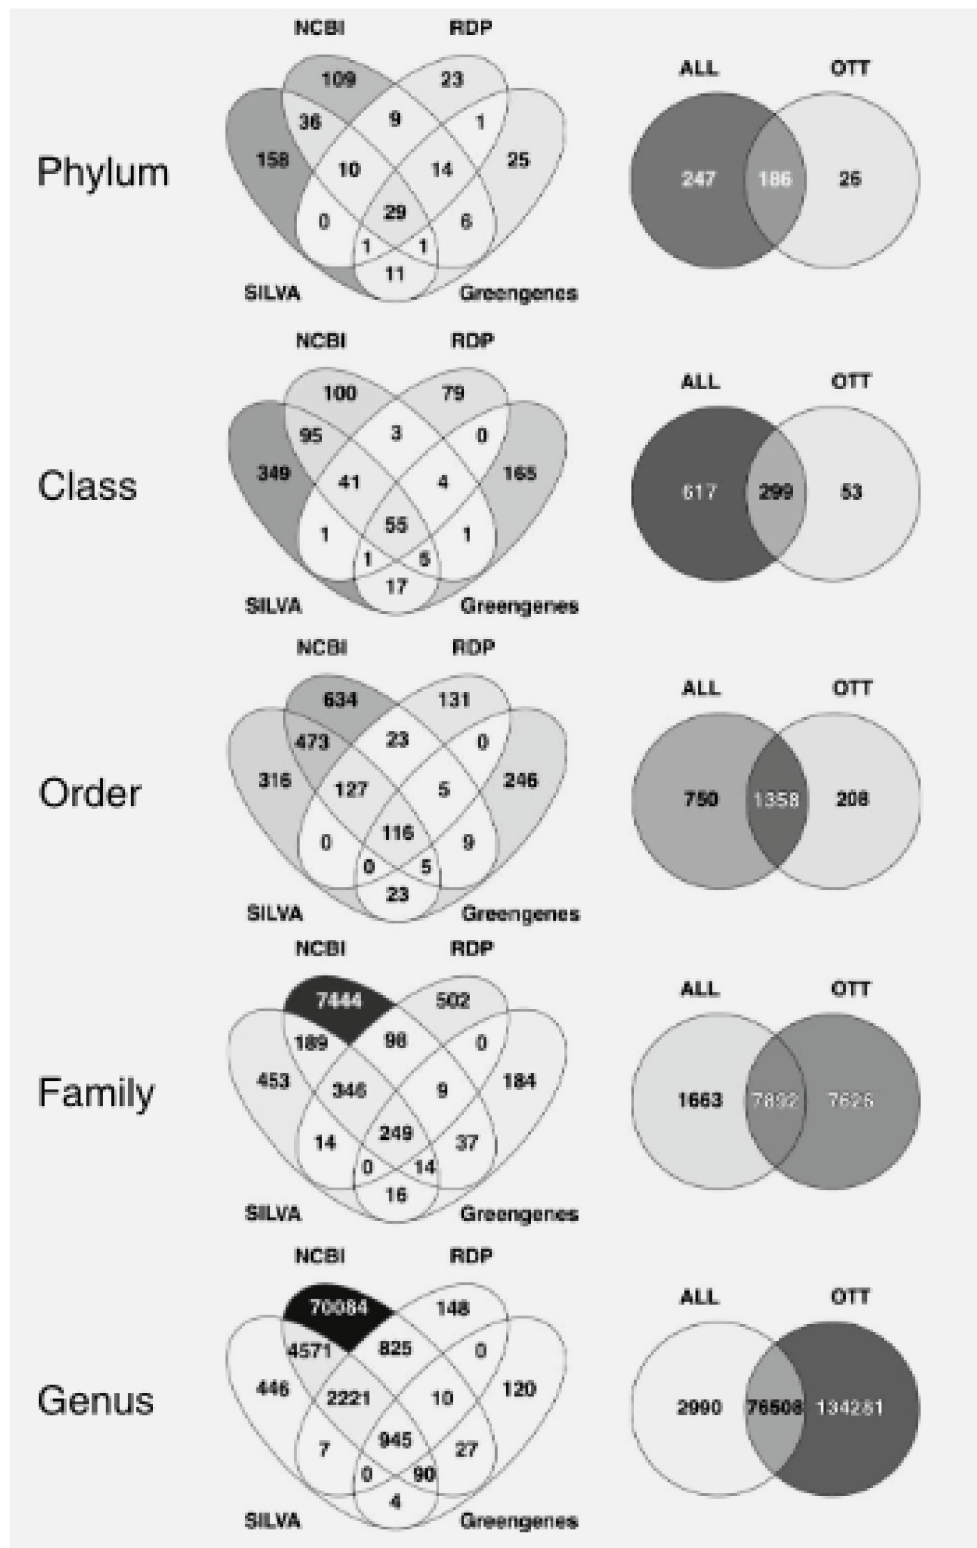 NCBI RDP
109 23
36 9 1
158 10 14 25
0 29 6
1 1
11
SILVA Greengenes
ALL OTT
247 186 26
Phylum
NCBI RDP
100 79
95 3 0
349 41 4 165
1 55 1
1 6
17
SILVA Greengenes
ALL OTT
617 299 53
Class
NCBI RDP
634 131
473 23 0
316 127 5 246
0 116 9
0 5
23
SILVA Greengenes
ALL OTT
750 1358 208
Order
NCBI RDP
7444 502
189 98 0
453 346 9 184
14 249 37
0 14
16
SILVA Greengenes
ALL OTT
1663 7892 7626
Family
NCBI RDP
70084 148
4571 825 0
446 2221 10 120
7 945 27
0 90
4
SILVA Greengenes
ALL OTT
2990 76508 134281
Genus